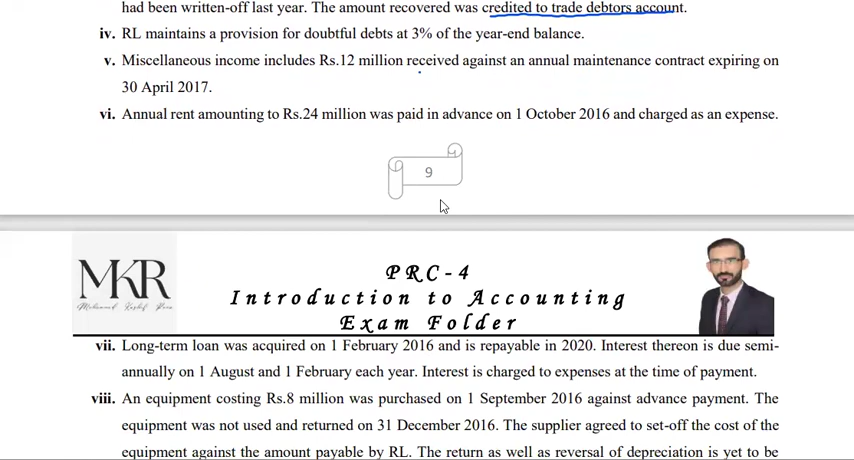 had been written-off last year. The amount recovered was credited to trade debtors account.
iv. RL maintains a provision for doubtful debts at 3% of the year-end balance.
v. Miscellaneous income includes Rs.12 million received against an annual maintenance contract expiring on
30 April 2017.
vi. Annual rent amounting to Rs.24 million was paid in advance on 1 October 2016 and charged as an expense.
9
MKR
PRC-4
Introduction to Accounting
Exam Folder
vii. Long-term loan was acquired on 1 February 2016 and is repayable in 2020. Interest thereon is due semi-
annually on 1 August and 1 February each year. Interest is charged to expenses at the time of payment.
viii. An equipment costing Rs.8 million was purchased on 1 September 2016 against advance payment. The
equipment was not used and returned on 31 December 2016. The supplier agreed to set-off the cost of the
equipment against the amount payable by RL. The return as well as reversal of depreciation is yet to be